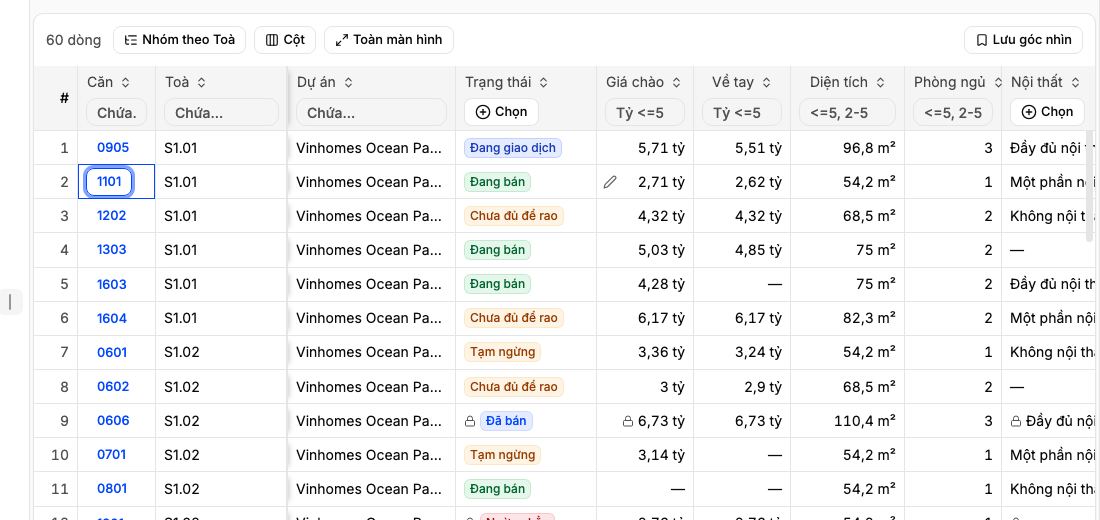 60 dòng Nhóm theo Toà Cột Toàn màn hình Lưu góc nhìn
# Căn Toà Dự án Trạng thái Giá chào Về tay Diện tích Phòng ngủ Nội thất
Chứa. Chứa... Chứa... Chọn Tỷ <=5 Tỷ <=5 <=5, 2-5 <=5, 2-5 Chọn
1 0905 S1.01 Vinhomes Ocean Pa... Đang giao dịch 5,71 tỷ 5,51 tỷ 96,8 m² 3 Đầy đủ nội
2 1101 S1.01 Vinhomes Ocean Pa... Đang bán 2,71 tỷ 2,62 tỷ 54,2 m² 1 Một phần
3 1202 S1.01 Vinhomes Ocean Pa... Chưa đủ để rao 4,32 tỷ 4,32 tỷ 68,5 m² 2 Không nội
4 1303 S1.01 Vinhomes Ocean Pa... Đang bán 5,03 tỷ 4,85 tỷ 75 m² 2 —
5 1603 S1.01 Vinhomes Ocean Pa... Đang bán 4,28 tỷ — 75 m² 2 Đầy đủ nội
6 1604 S1.01 Vinhomes Ocean Pa... Chưa đủ để rao 6,17 tỷ 6,17 tỷ 82,3 m² 2 Một phần
7 0601 S1.02 Vinhomes Ocean Pa... Tạm ngừng 3,36 tỷ 3,24 tỷ 54,2 m² 1 Không nội
8 0602 S1.02 Vinhomes Ocean Pa... Chưa đủ để rao 3 tỷ 2,9 tỷ 68,5 m² 2 —
9 0606 S1.02 Vinhomes Ocean Pa... Đã bán 6,73 tỷ 6,73 tỷ 110,4 m² 3 Đầy đủ
10 0701 S1.02 Vinhomes Ocean Pa... Tạm ngừng 3,14 tỷ — 54,2 m² 1 Một phần
11 0801 S1.02 Vinhomes Ocean Pa... Đang bán — — 54,2 m² 1 Không nội